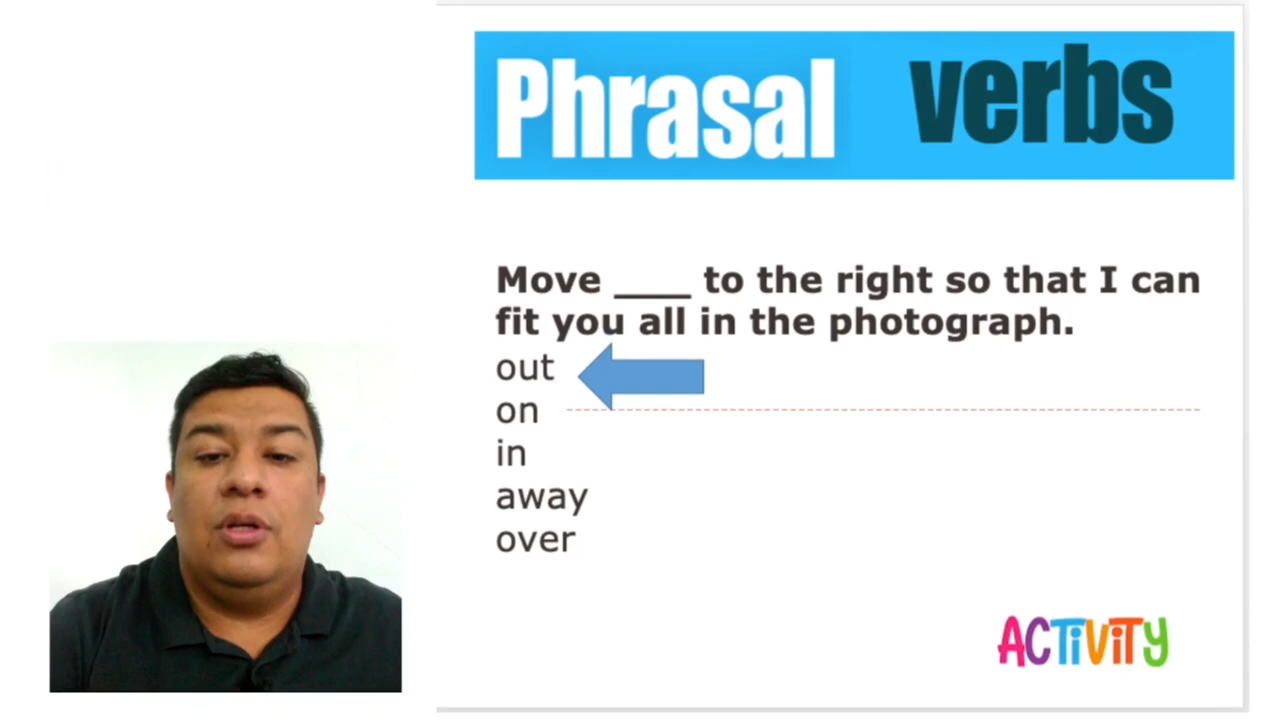 Phrasal verbs
Move ___ to the right so that I can
fit you all in the photograph.
out
on
in
away
over
ACTiViTY